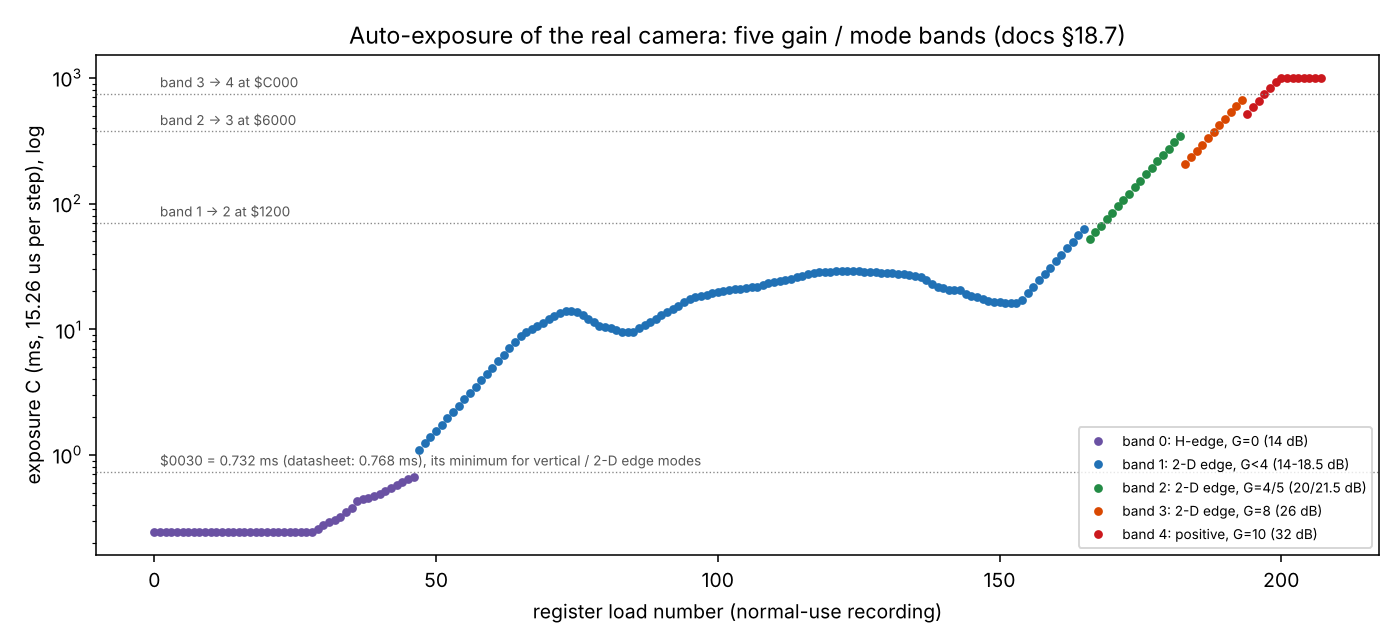 Auto-exposure of the real camera: five gain / mode bands (docs §18.7)
exposure C (ms, 15.26 us per step), log
10³
10²
10¹
10⁰
band 3 → 4 at $C000
band 2 → 3 at $6000
band 1 → 2 at $1200
$0030 = 0.732 ms (datasheet: 0.768 ms), its minimum for vertical / 2-D edge modes
band 0: H-edge, G=0 (14 dB)
band 1: 2-D edge, G<4 (14-18.5 dB)
band 2: 2-D edge, G=4/5 (20/21.5 dB)
band 3: 2-D edge, G=8 (26 dB)
band 4: positive, G=10 (32 dB)
0 50 100 150 200
register load number (normal-use recording)